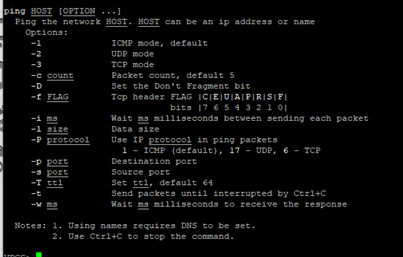 ping HOST [OPTION ...]
Ping the network HOST. HOST can be an ip address or name
Options:
-1 ICMP mode, default
-2 UDP mode
-3 TCP mode
-c count Packet count, default 5
-D Set the Don't Fragment bit
-f FLAG Tcp header FLAG |C|E|U|A|P|R|S|F|
bits |7 6 5 4 3 2 1 0|
-i ms Wait ms milliseconds between sending each packet
-l size Data size
-P protocol Use IP protocol in ping packets
1 - ICMP (default), 17 - UDP, 6 - TCP
-p port Destination port
-s port Source port
-T ttl Set ttl, default 64
-t Send packets until interrupted by Ctrl+C
-w ms Wait ms milliseconds to receive the response
Notes: 1. Using names requires DNS to be set.
2. Use Ctrl+C to stop the command.